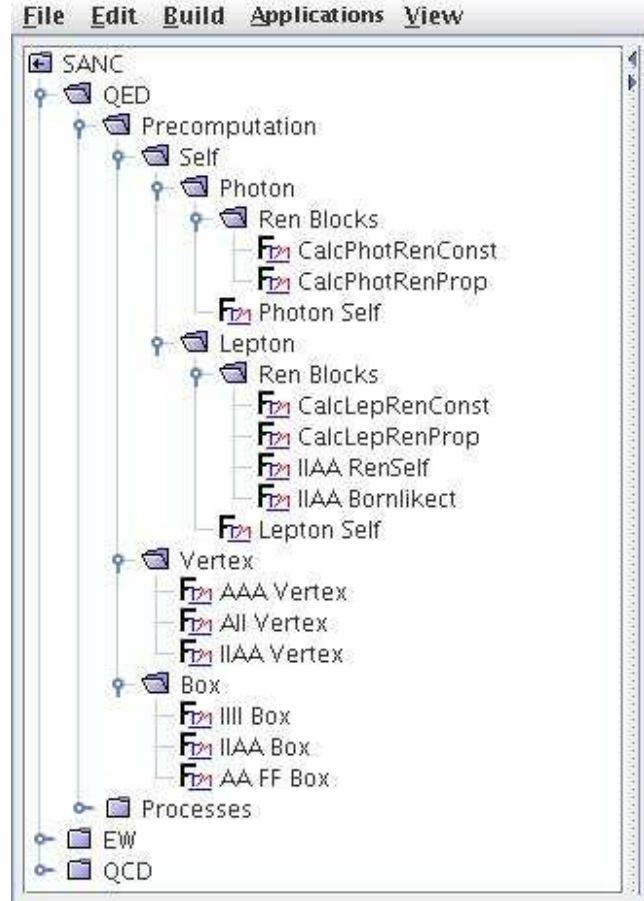 File Edit Build Applications View
SANC
QED
Precomputation
Self
Photon
Ren Blocks
CalcPhotRenConst
CalcPhotRenProp
Photon Self
Lepton
Ren Blocks
CalcLepRenConst
CalcLepRenProp
llAA RenSelf
llAA Bornlikect
Lepton Self
Vertex
AAA Vertex
All Vertex
llAA Vertex
Box
llll Box
llAA Box
AA FF Box
Processes
EW
QCD